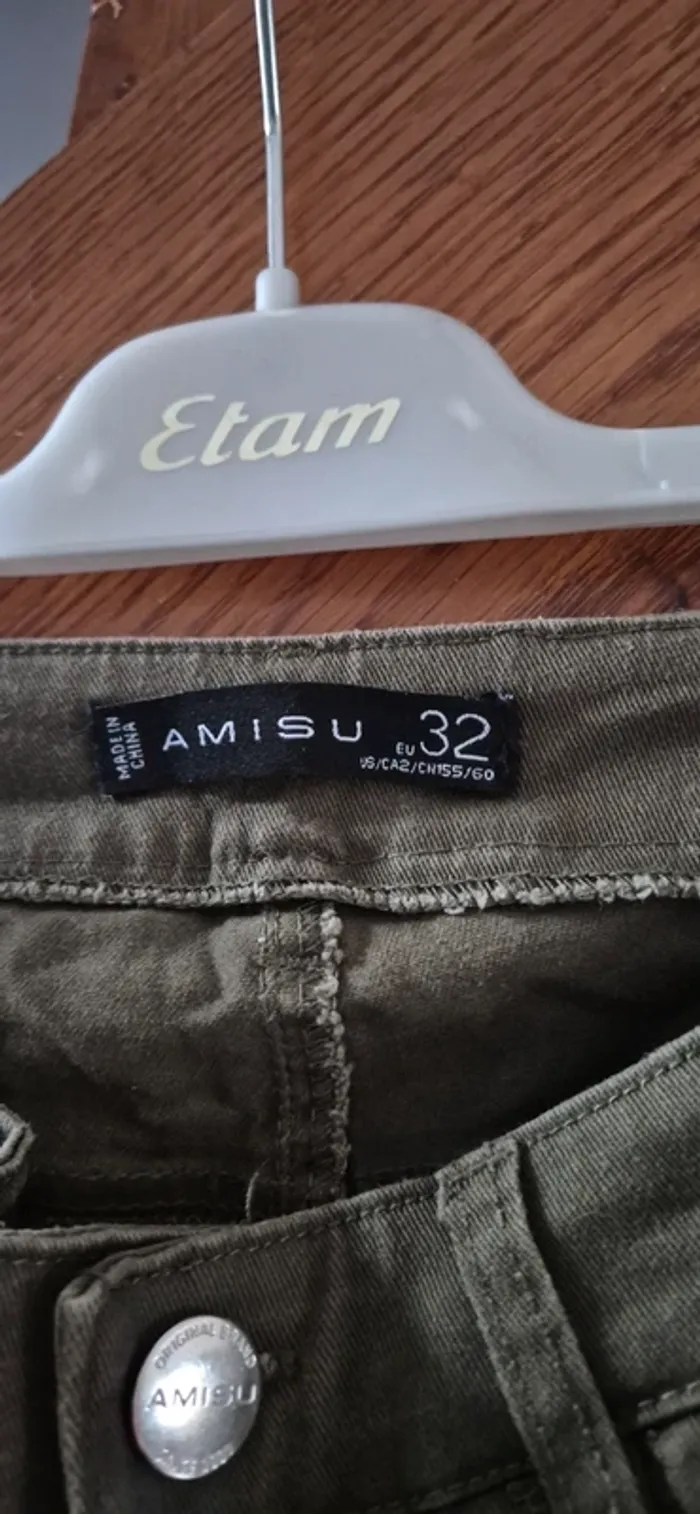 Etam
MADE IN
CHINA
AMISU
EU 32
US/CA2/CN155/60
ORIGINAL BRAND
AMISU